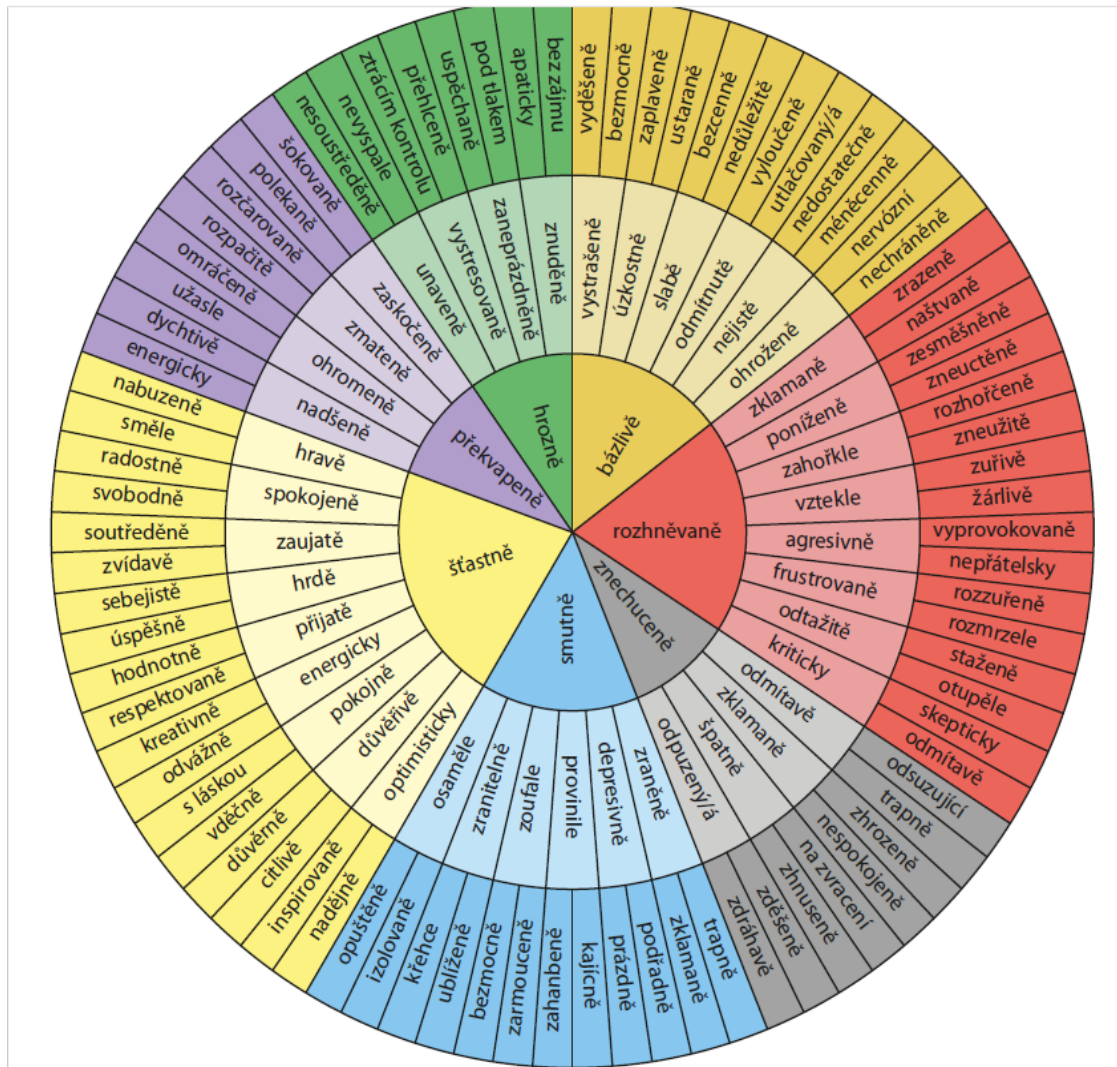 hrozně
bázlivě
rozhněvaně
znechuceně
smutně
šťastně
překvapeně
unaveně
vystresovaně
zaneprázdněně
znuděně
vystrašeně
úzkostně
slabě
odmítnutě
nejistě
ohroženě
zklamaně
poníženě
zahořkle
vztekle
agresivně
frustrovaně
odtažitě
kriticky
odmítavě
zklamaně
špatně
odpuzený/á
zraněně
depresivně
provinile
zoufale
zranitelně
osaměle
optimisticky
důvěřivě
pokojně
energicky
přijatě
hrdě
zaujatě
spokojeně
hravě
nadšeně
ohromeně
zmateně
zaskočeně
nesoustředěně
nevyspale
ztrácím kontrolu
přehlceně
uspěchaně
pod tlakem
apaticky
bez zájmu
vyděšeně
bezmocně
zaplaveně
ustaraně
bezcenně
nedůležitě
vyloučeně
utlačovaný/á
nedostatečně
méněcenně
nervózní
nechráněně
zrazeně
naštvaně
zesměšněně
zneuctěně
rozhořčeně
zneužitě
zuřivě
žárlivě
vyprovokovaně
nepřátelsky
rozzuřeně
rozmrzele
staženě
otupěle
skepticky
odmítavě
odsuzující
trapně
zhrozeně
nespokojeně
na zvracení
zhnuseně
zděšeně
zdráhavě
trapně
zklamaně
podřadně
prázdně
kajícně
zahanbeně
zarmouceně
bezmocně
ublíženě
křehce
izolovaně
opuštěně
nadějně
inspirovaně
citlivě
důvěrně
vděčně
s láskou
odvážně
kreativně
respektovaně
hodnotně
úspěšně
sebejistě
zvídavě
soutředěně
svobodně
radostně
směle
nabuzeně
energicky
dychtivě
užasle
omráčeně
rozpačitě
rozčarovaně
polekaně
šokovaně